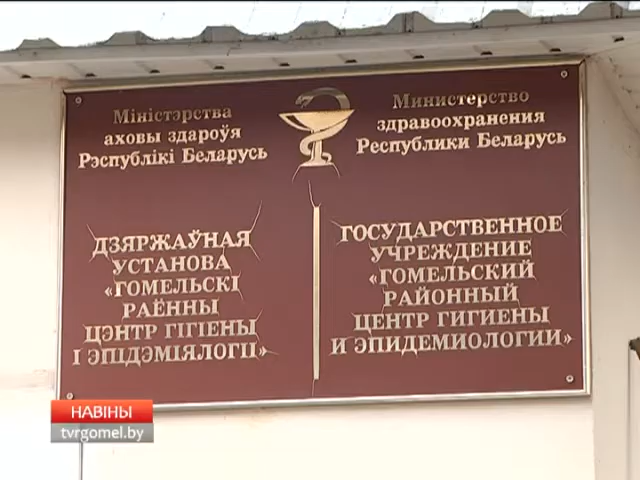 Міністэрства
аховы здароўя
Рэспублікі Беларусь
ДЗЯРЖАЎНАЯ
УСТАНОВА
«ГОМЕЛЬСКІ
РАЁННЫ
ЦЭНТР ГІГІЕНЫ
І ЭПІДЭМІЯЛОГІІ»
Министерство
здравоохранения
Республики Беларусь
ГОСУДАРСТВЕННОЕ
УЧРЕЖДЕНИЕ
«ГОМЕЛЬСКИЙ
РАЙОННЫЙ
ЦЕНТР ГИГИЕНЫ
И ЭПИДЕМИОЛОГИИ»
НАВІНЫ
tvrgomel.by